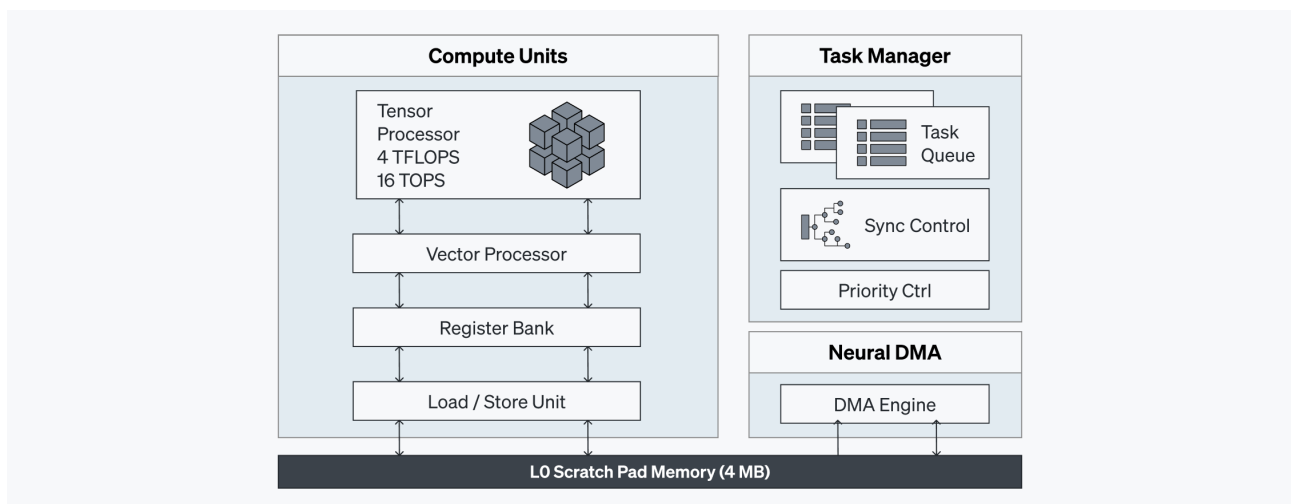 Compute Units
Tensor
Processor
4 TFLOPS
16 TOPS
Vector Processor
Register Bank
Load / Store Unit
Task Manager
Task
Queue
Sync Control
Priority Ctrl
Neural DMA
DMA Engine
L0 Scratch Pad Memory (4 MB)